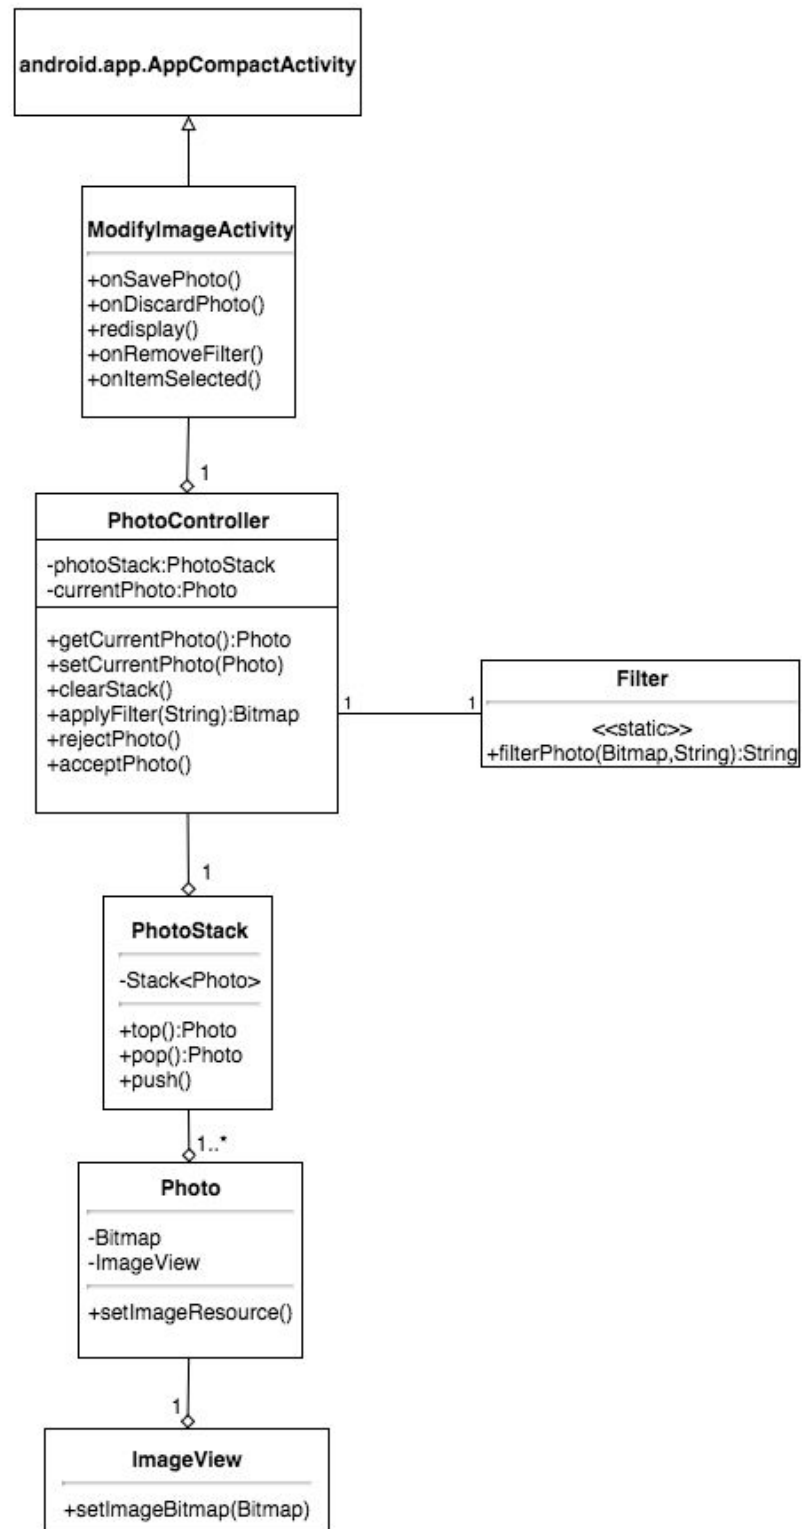 android.app.AppCompactActivity
ModifyImageActivity
+onSavePhoto()
+onDiscardPhoto()
+redisplay()
+onRemoveFilter()
+onItemSelected()
1
PhotoController
-photoStack:PhotoStack
-currentPhoto:Photo
+getCurrentPhoto():Photo
+setCurrentPhoto(Photo)
+clearStack()
+applyFilter(String):Bitmap
+rejectPhoto()
+acceptPhoto()
1
1
Filter
<<static>>
+filterPhoto(Bitmap,String):String
1
PhotoStack
-Stack<Photo>
+top():Photo
+pop():Photo
+push()
1..*
Photo
-Bitmap
-ImageView
+setImageResource()
1
ImageView
+setImageBitmap(Bitmap)